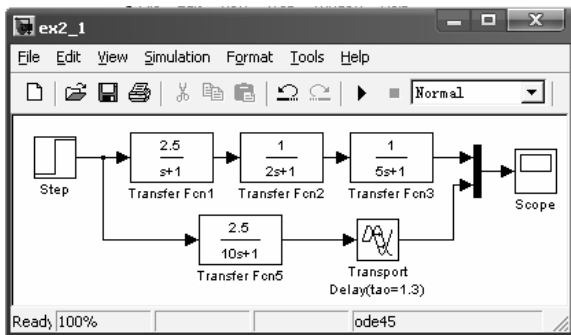 ex2_1
File Edit View Simulation Format Tools Help
Normal
Step
2.5
s+1
Transfer Fcn1
1
2s+1
Transfer Fcn2
1
5s+1
Transfer Fcn3
Scope
2.5
10s+1
Transfer Fcn5
Transport
Delay(tao=1.3)
Ready 100% ode45